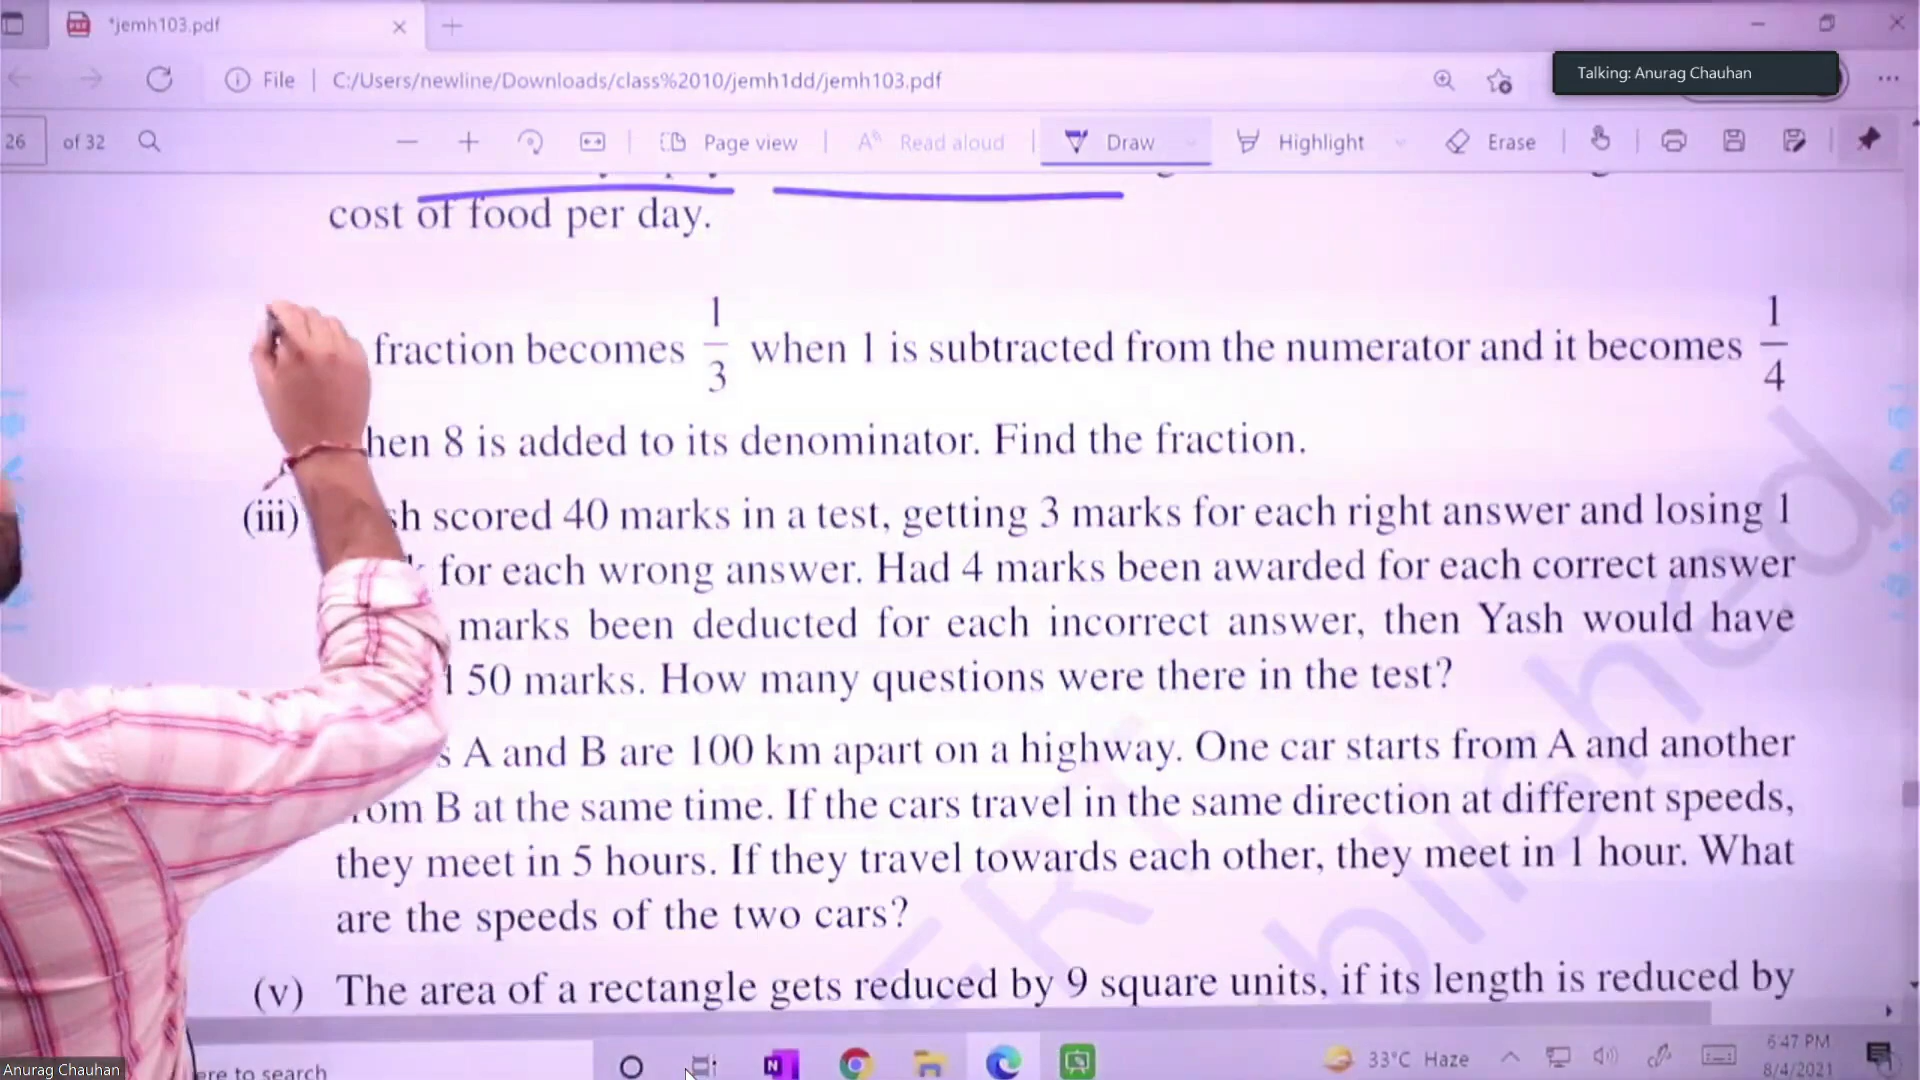 *jemh103.pdf
File | C:/Users/newline/Downloads/class%2010/jemh1dd/jemh103.pdf
Talking: Anurag Chauhan
26 of 32 Page view Read aloud Draw Highlight Erase
cost of food per day.
fraction becomes 1/3 when 1 is subtracted from the numerator and it becomes 1/4
hen 8 is added to its denominator. Find the fraction.
(iii) sh scored 40 marks in a test, getting 3 marks for each right answer and losing 1
for each wrong answer. Had 4 marks been awarded for each correct answer
marks been deducted for each incorrect answer, then Yash would have
50 marks. How many questions were there in the test?
s A and B are 100 km apart on a highway. One car starts from A and another
om B at the same time. If the cars travel in the same direction at different speeds,
they meet in 5 hours. If they travel towards each other, they meet in 1 hour. What
are the speeds of the two cars?
(v) The area of a rectangle gets reduced by 9 square units, if its length is reduced by
Anurag Chauhan
ere to search
33°C Haze
6:47 PM
8/4/2021